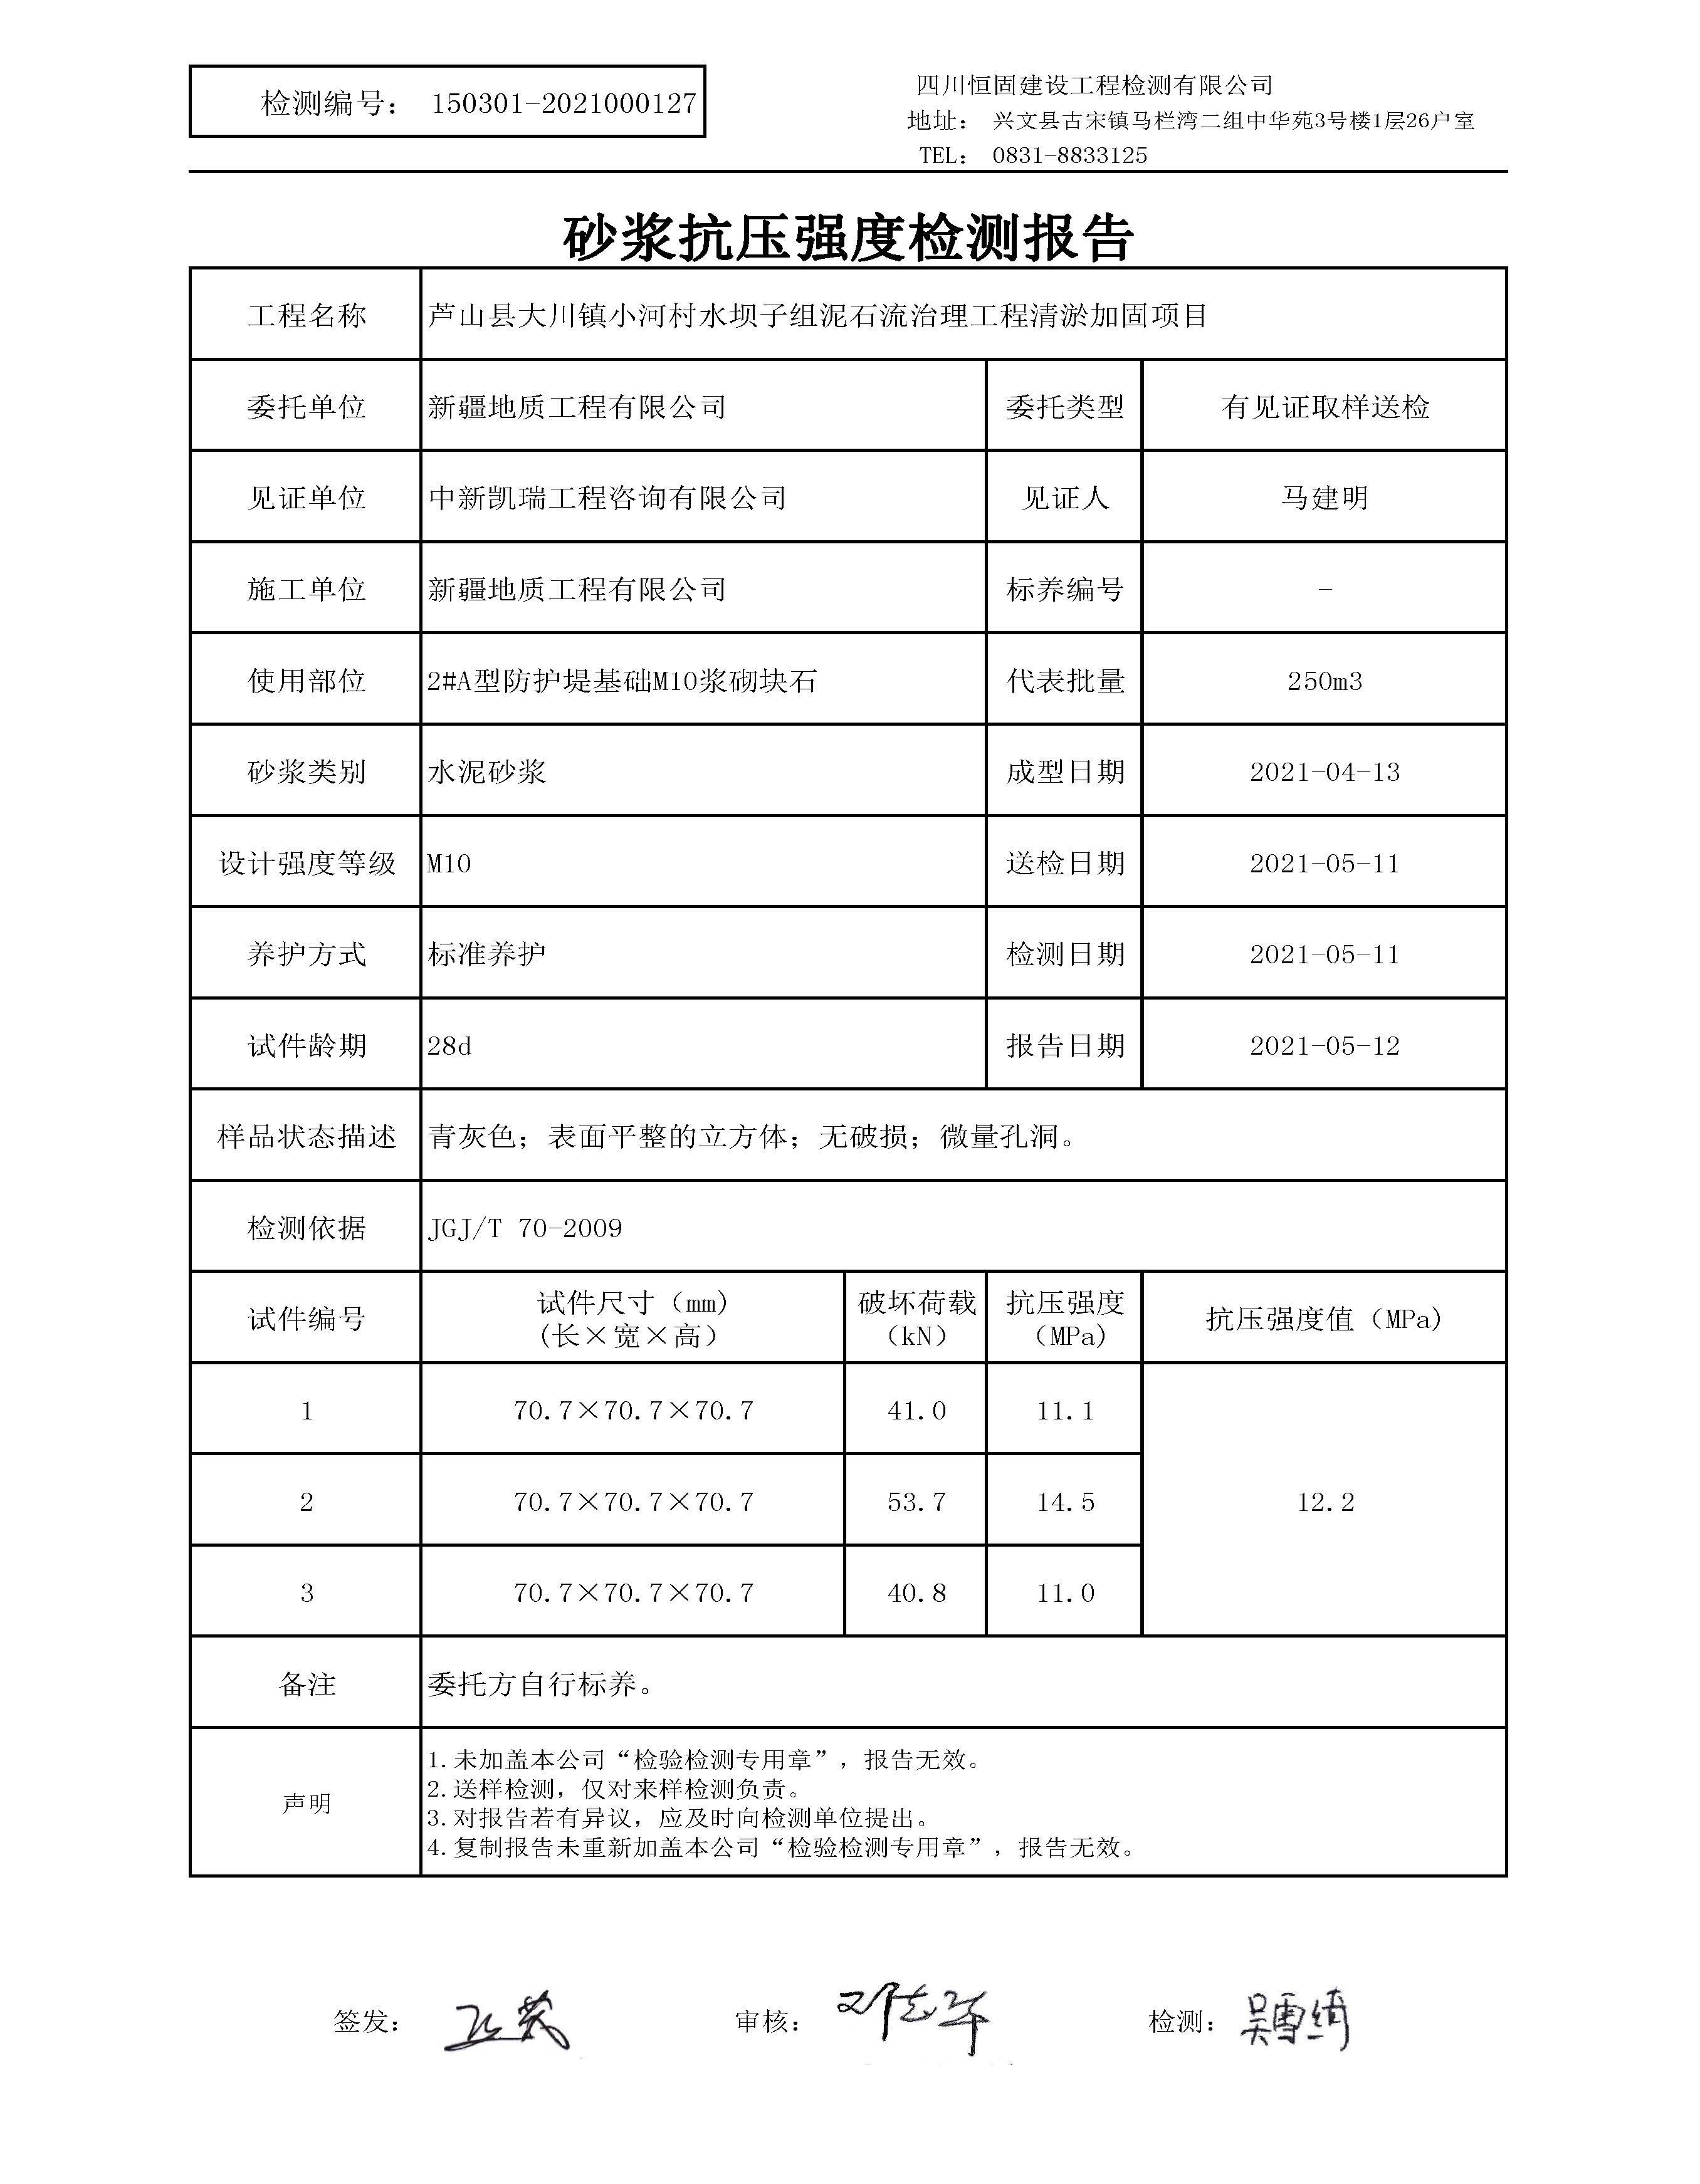 检测编号： 150301-2021000127
四川恒固建设工程检测有限公司
地址： 兴文县古宋镇马栏湾二组中华苑3号楼1层26户室
TEL： 0831-8833125
砂浆抗压强度检测报告
工程名称 芦山县大川镇小河村水坝子组泥石流治理工程清淤加固项目
委托单位 新疆地质工程有限公司 委托类型 有见证取样送检
见证单位 中新凯瑞工程咨询有限公司 见证人 马建明
施工单位 新疆地质工程有限公司 标养编号 -
使用部位 2#A型防护堤基础M10浆砌块石 代表批量 250m3
砂浆类别 水泥砂浆 成型日期 2021-04-13
设计强度等级 M10 送检日期 2021-05-11
养护方式 标准养护 检测日期 2021-05-11
试件龄期 28d 报告日期 2021-05-12
样品状态描述 青灰色；表面平整的立方体；无破损；微量孔洞。
检测依据 JGJ/T 70-2009
试件编号 试件尺寸（mm） 破坏荷载 抗压强度 抗压强度值（MPa）
（长×宽×高） （kN） （MPa）
1 70.7×70.7×70.7 41.0 11.1
2 70.7×70.7×70.7 53.7 14.5 12.2
3 70.7×70.7×70.7 40.8 11.0
备注 委托方自行标养。
声明
1.未加盖本公司“检验检测专用章”，报告无效。
2.送样检测，仅对来样检测负责。
3.对报告若有异议，应及时向检测单位提出。
4.复制报告未重新加盖本公司“检验检测专用章”，报告无效。
签发： 审核： 检测： 吴雪绮